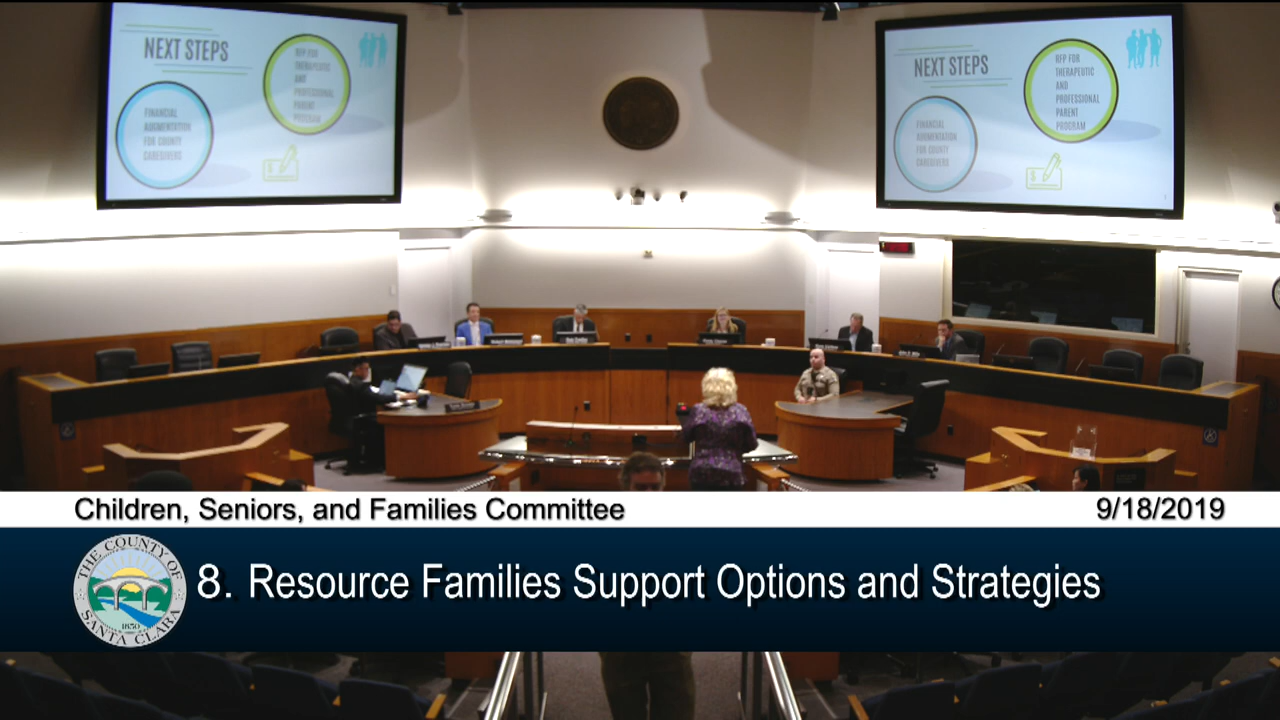 NEXT STEPS
FINANCIAL
AUGMENTATION
FOR COUNTY
CAREGIVERS
RFP FOR
THERAPEUTIC
AND
PROFESSIONAL
PARENT
PROGRAM
$
NEXT STEPS
FINANCIAL
AUGMENTATION
FOR COUNTY
CAREGIVERS
RFP FOR
THERAPEUTIC
AND
PROFESSIONAL
PARENT
PROGRAM
$
Children, Seniors, and Families Committee
9/18/2019
THE COUNTY OF
SANTA CLARA
1850
8. Resource Families Support Options and Strategies